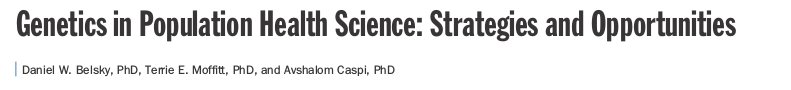 Genetics in Population Health Science: Strategies and Opportunities
Daniel W. Belsky, PhD, Terrie E. Moffitt, PhD, and Avshalom Caspi, PhD